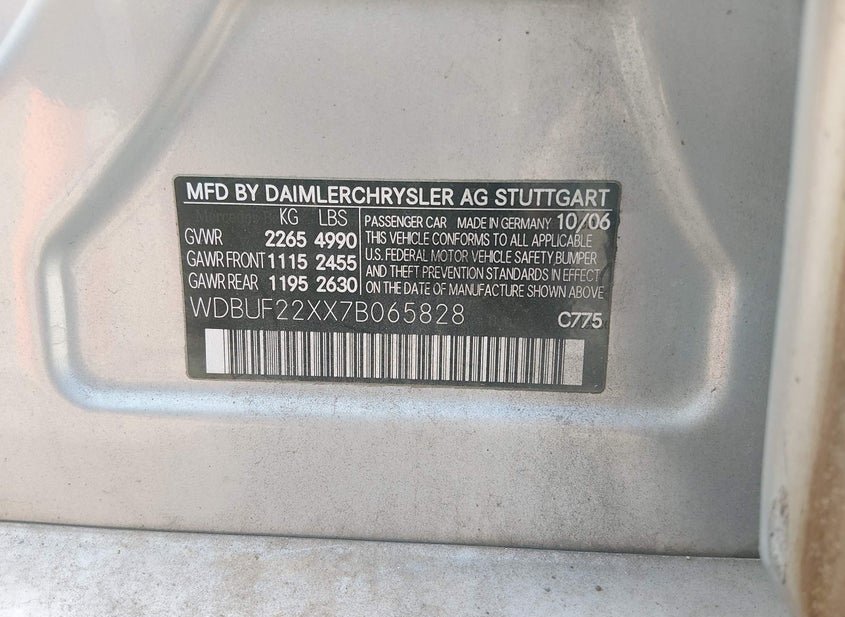 MFD BY DAIMLERCHRYSLER AG STUTTGART
Mercedes
KG LBS
GVWR 2265 4990
GAWR FRONT 1115 2455
GAWR REAR 1195 2630
PASSENGER CAR MADE IN GERMANY 10/06
THIS VEHICLE CONFORMS TO ALL APPLICABLE
U.S. FEDERAL MOTOR VEHICLE SAFETY, BUMPER
AND THEFT PREVENTION STANDARDS IN EFFECT
ON THE DATE OF MANUFACTURE SHOWN ABOVE
WDBUF22XX7B065828
C775